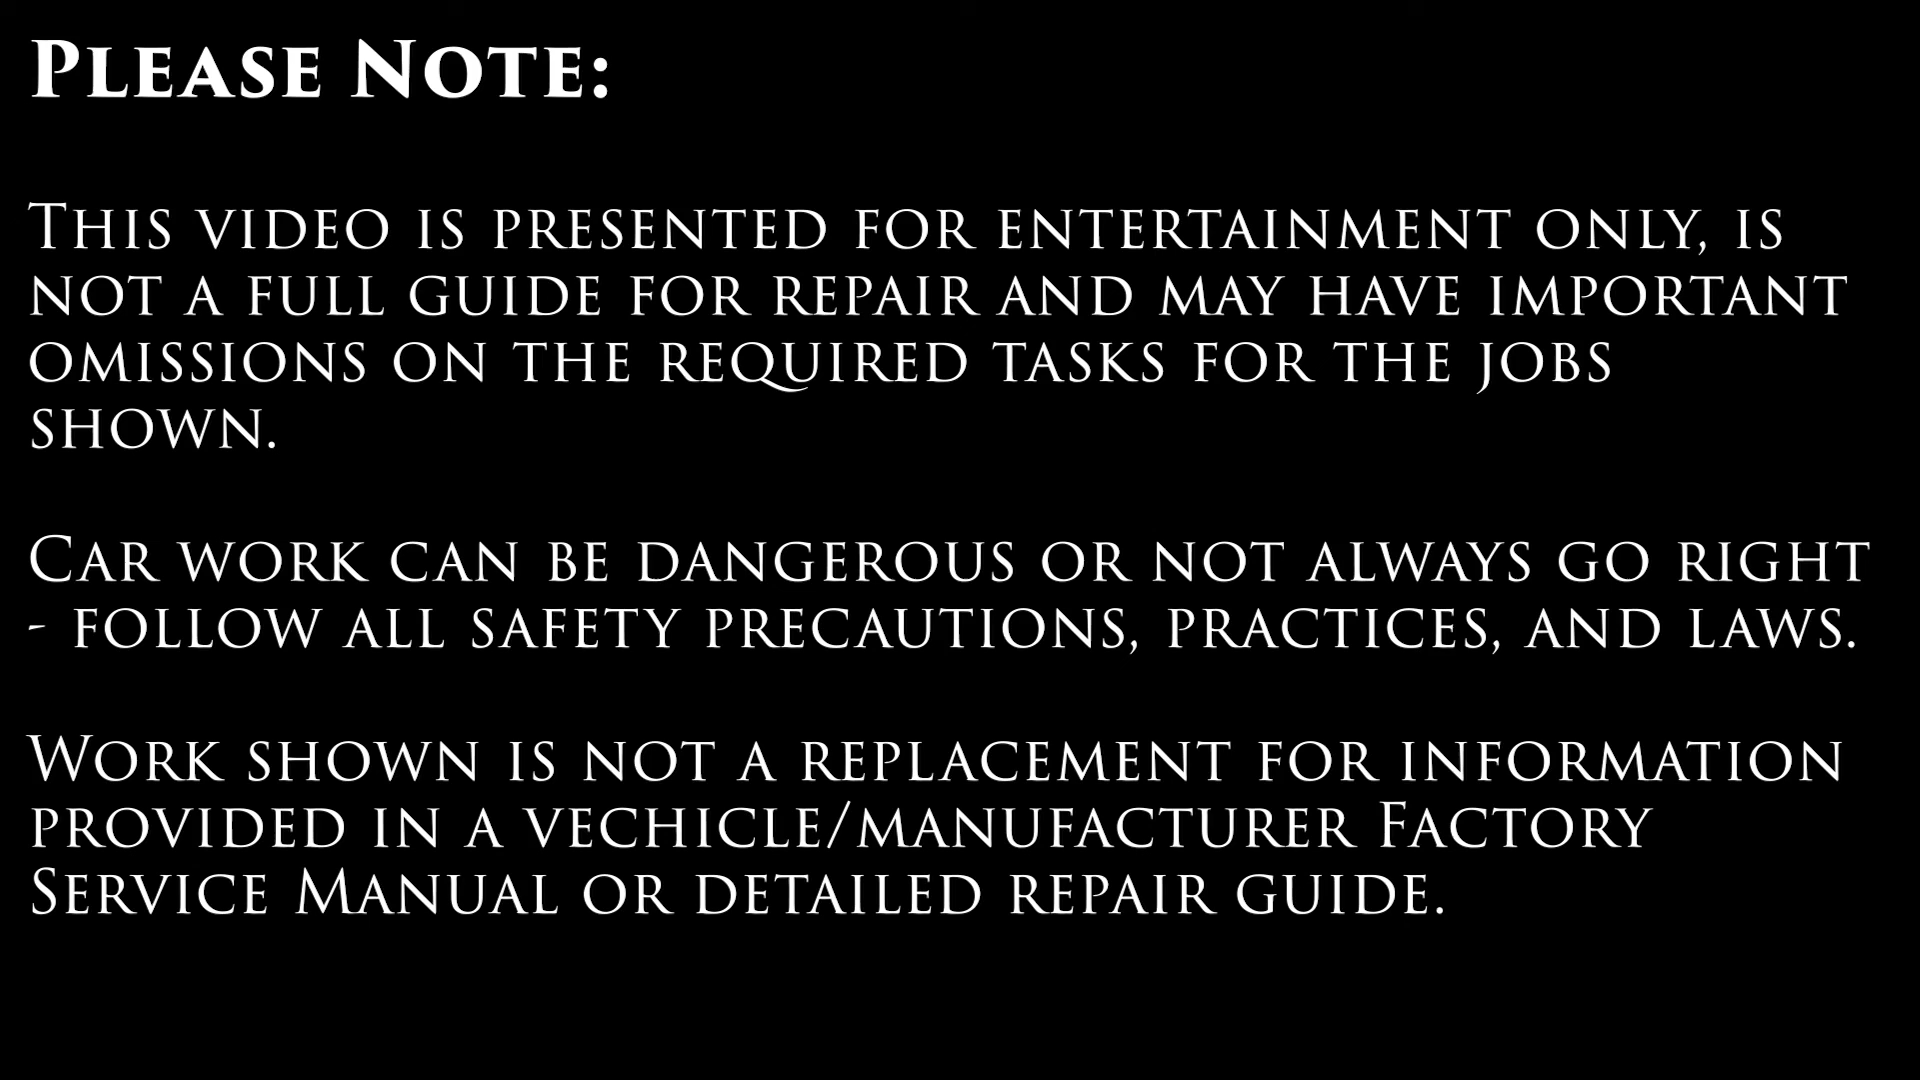 Please Note:
This video is presented for entertainment only, is
not a full guide for repair and may have important
omissions on the required tasks for the jobs
shown.
Car work can be dangerous or not always go right
- follow all safety precautions, practices, and laws.
Work shown is not a replacement for information
provided in a vechicle/manufacturer Factory
Service Manual or detailed repair guide.